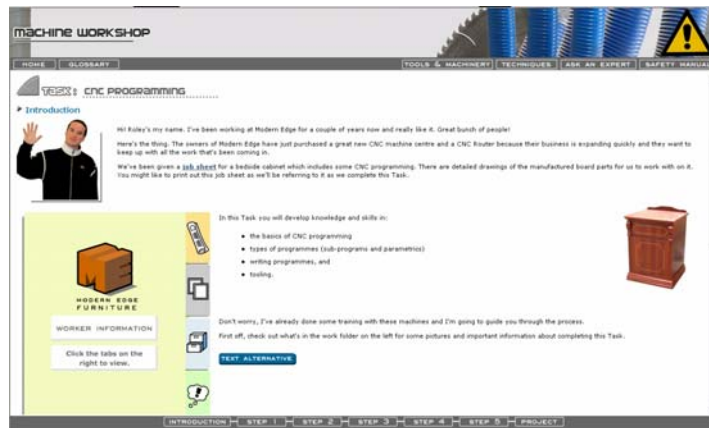 machine workshop
HOME
GLOSSARY
TOOLS & MACHINERY
TECHNIQUES
ASK AN EXPERT
SAFETY MANUAL
TASK: CNC PROGRAMMING
Introduction
Hi Roley's my name. I've been working at Modern Edge for a couple of years now and really like it. Great bunch of people!
Here's the thing. The owners of Modern Edge have just purchased a great new CNC machine centre and a CNC Router because their business is expanding quickly and they want to
keep up with all the work that's been coming in.
We've been given a job sheet for a bedside cabinet which includes some CNC programming. There are detailed drawings of the manufactured board parts for us to work with on it.
You might like to print out this job sheet as we'll be referring to it as we complete this Task.
In this Task you will develop knowledge and skills in:
• the basics of CNC programming
• types of programmes (sub-programs and parametrics)
• writing programmes, and
• tooling.
MODERN EDGE
FURNITURE
WORKER INFORMATION
Click the tabs on the
right to view.
Don't worry, I've already done some training with these machines and I'm going to guide you through the process.
First off, check out what's in the work folder on the left for some pictures and important information about completing this Task.
TEXT ALTERNATIVE
INTRODUCTION
STEP 1
STEP 2
STEP 3
STEP 4
STEP 5
PROJECT